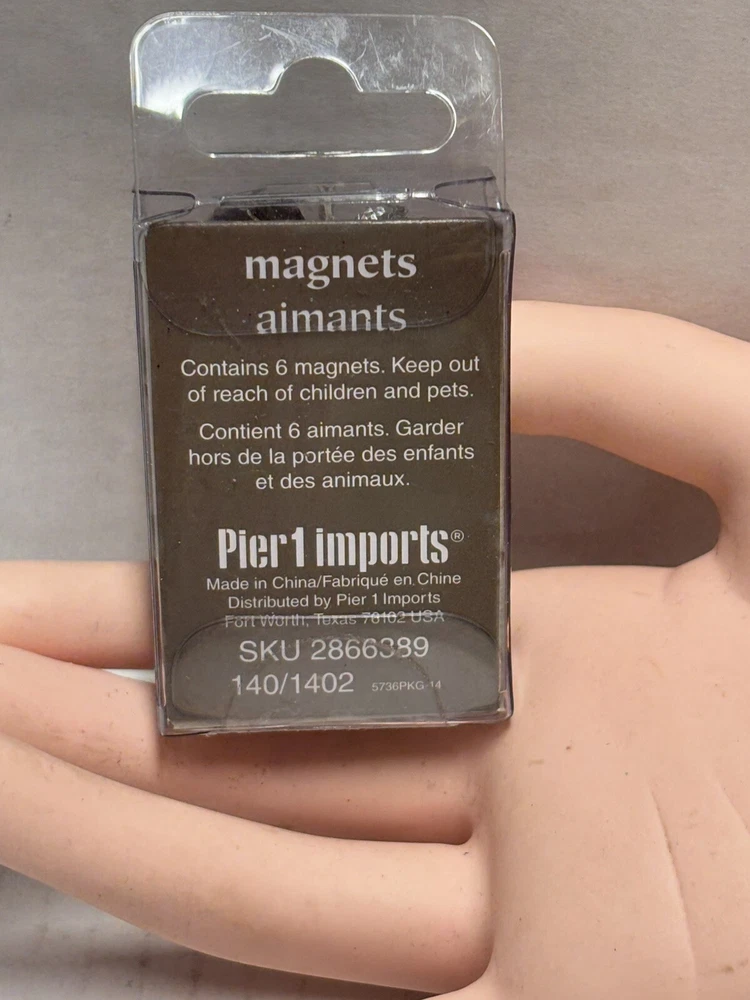 magnets
aimants
Contains 6 magnets. Keep out
of reach of children and pets.
Contient 6 aimants. Garder
hors de la portée des enfants
et des animaux.
Pier 1 imports®
Made in China/Fabriqué en Chine
Distributed by Pier 1 Imports
Fort Worth, Texas 76102 USA
SKU 2866389
140/1402 5736PKG-14